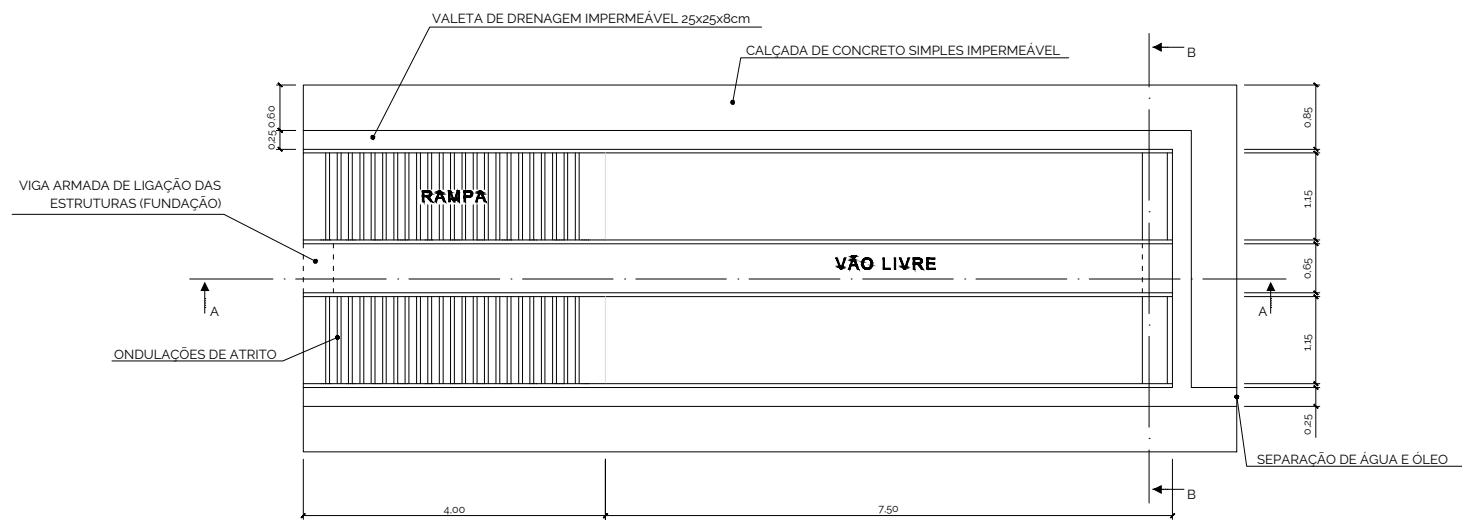 VALETA DE DRENAGEM IMPERMEÁVEL 25x25x8cm
CALÇADA DE CONCRETO SIMPLES IMPERMEÁVEL
B
0.60
0.25
0.85
VIGA ARMADA DE LIGAÇÃO DAS
ESTRUTURAS (FUNDAÇÃO)
RAMPA
1.15
VÃO LIVRE
0.65
A
A
ONDULAÇÕES DE ATRITO
1.15
0.25
SEPARAÇÃO DE ÁGUA E ÓLEO
B
4.00
7.50